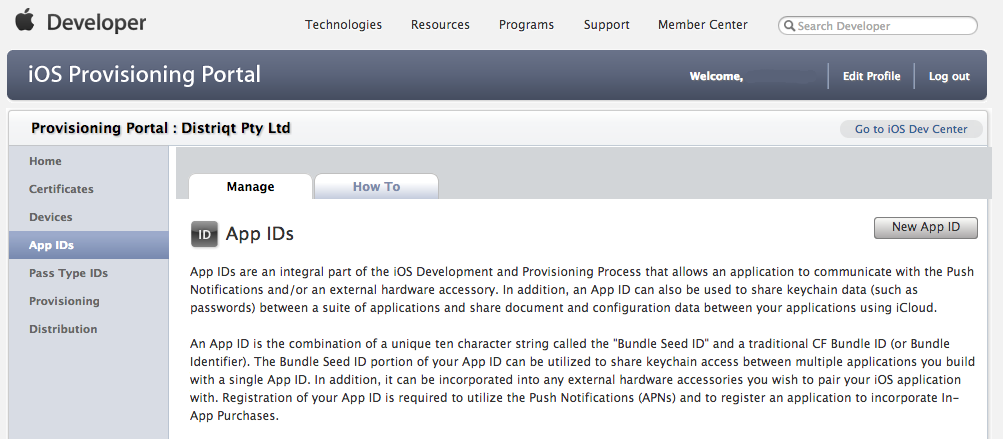 Developer
Technologies Resources Programs Support Member Center Search Developer
iOS Provisioning Portal
Welcome, Edit Profile Log out
Provisioning Portal : Distriqt Pty Ltd
Go to iOS Dev Center
Home
Certificates
Devices
App IDs
Pass Type IDs
Provisioning
Distribution
Manage How To
ID App IDs
New App ID
App IDs are an integral part of the iOS Development and Provisioning Process that allows an application to communicate with the Push
Notifications and/or an external hardware accessory. In addition, an App ID can also be used to share keychain data (such as
passwords) between a suite of applications and share document and configuration data between your applications using iCloud.
An App ID is the combination of a unique ten character string called the "Bundle Seed ID" and a traditional CF Bundle ID (or Bundle
Identifier). The Bundle Seed ID portion of your App ID can be utilized to share keychain access between multiple applications you build
with a single App ID. In addition, it can be incorporated into any external hardware accessories you wish to pair your iOS application
with. Registration of your App ID is required to utilize the Push Notifications (APNs) and to register an application to incorporate In-
App Purchases.